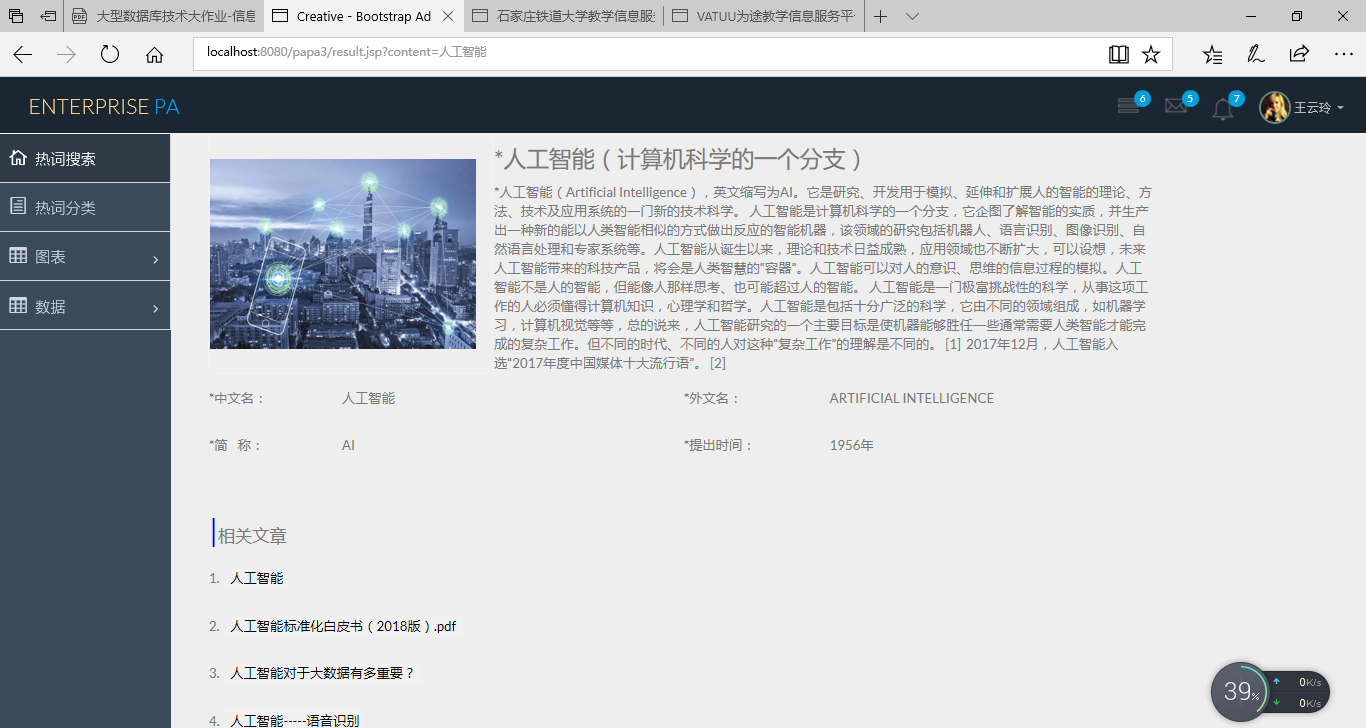 大型数据库技术大作业-信息
Creative - Bootstrap Ad
石家庄铁道大学教学信息服
VATUU为途教学信息服务平
localhost:8080/papa3/result.jsp?content=人工智能
ENTERPRISE PA
6
5
7
王云玲
热词搜索
热词分类
图表
数据
*人工智能（计算机科学的一个分支）
*人工智能（Artificial Intelligence），英文缩写为AI。它是研究、开发用于模拟、延伸和扩展人的智能的理论、方
法、技术及应用系统的一门新的技术科学。 人工智能是计算机科学的一个分支，它企图了解智能的实质，并生产
出一种新的能以人类智能相似的方式做出反应的智能机器，该领域的研究包括机器人、语言识别、图像识别、自
然语言处理和专家系统等。人工智能从诞生以来，理论和技术日益成熟，应用领域也不断扩大，可以设想，未来
人工智能带来的科技产品，将会是人类智慧的“容器”。人工智能可以对人的意识、思维的信息过程的模拟。人工
智能不是人的智能，但能像人那样思考、也可能超过人的智能。 人工智能是一门极富挑战性的科学，从事这项工
作的人必须懂得计算机知识，心理学和哲学。人工智能是包括十分广泛的科学，它由不同的领域组成，如机器学
习，计算机视觉等等，总的说来，人工智能研究的一个主要目标是使机器能够胜任一些通常需要人类智能才能完
成的复杂工作。但不同的时代、不同的人对这种“复杂工作”的理解是不同的。 [1] 2017年12月，人工智能入
选“2017年度中国媒体十大流行语”。 [2]
*中文名： 人工智能 *外文名： ARTIFICIAL INTELLIGENCE
*简 称： AI *提出时间： 1956年
相关文章
1. 人工智能
2. 人工智能标准化白皮书（2018版）.pdf
3. 人工智能对于大数据有多重要？
4. 人工智能-----语音识别
39%
0K/s
0K/s